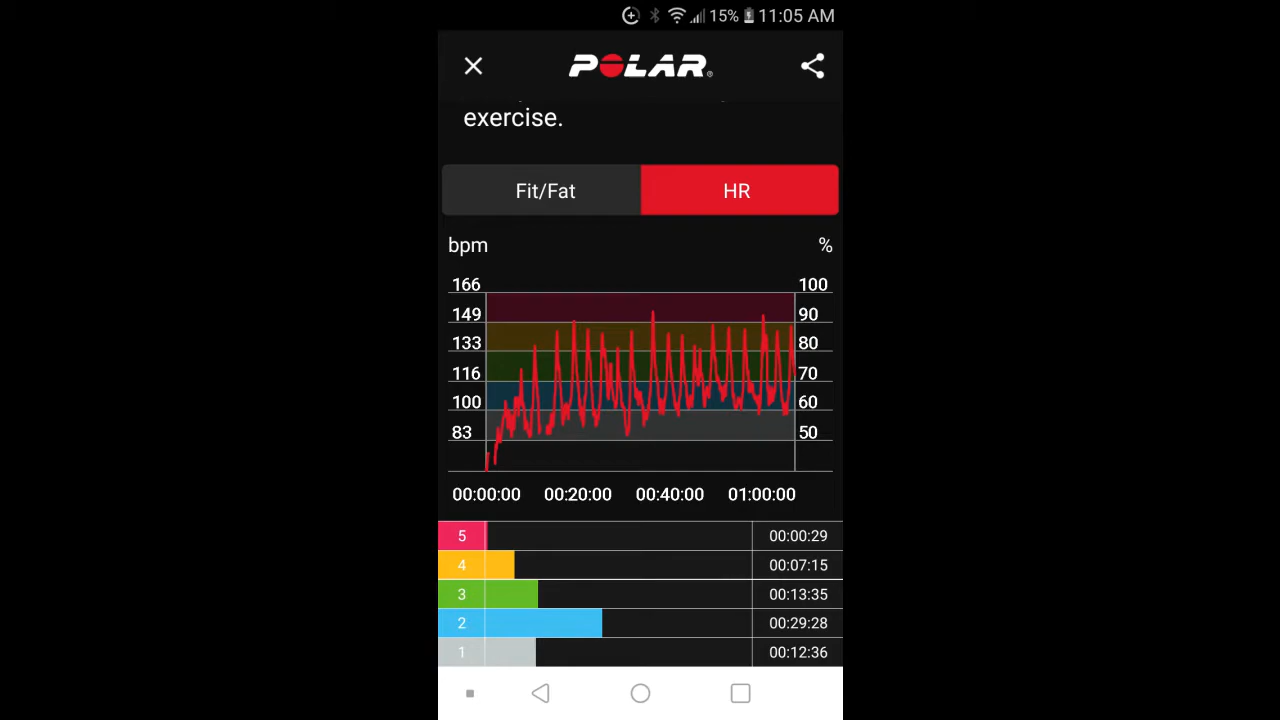 15% 11:05 AM
POLAR®
exercise.
Fit/Fat HR
bpm %
166 100
149 90
133 80
116 70
100 60
83 50
00:00:00 00:20:00 00:40:00 01:00:00
5 00:00:29
4 00:07:15
3 00:13:35
2 00:29:28
1 00:12:36